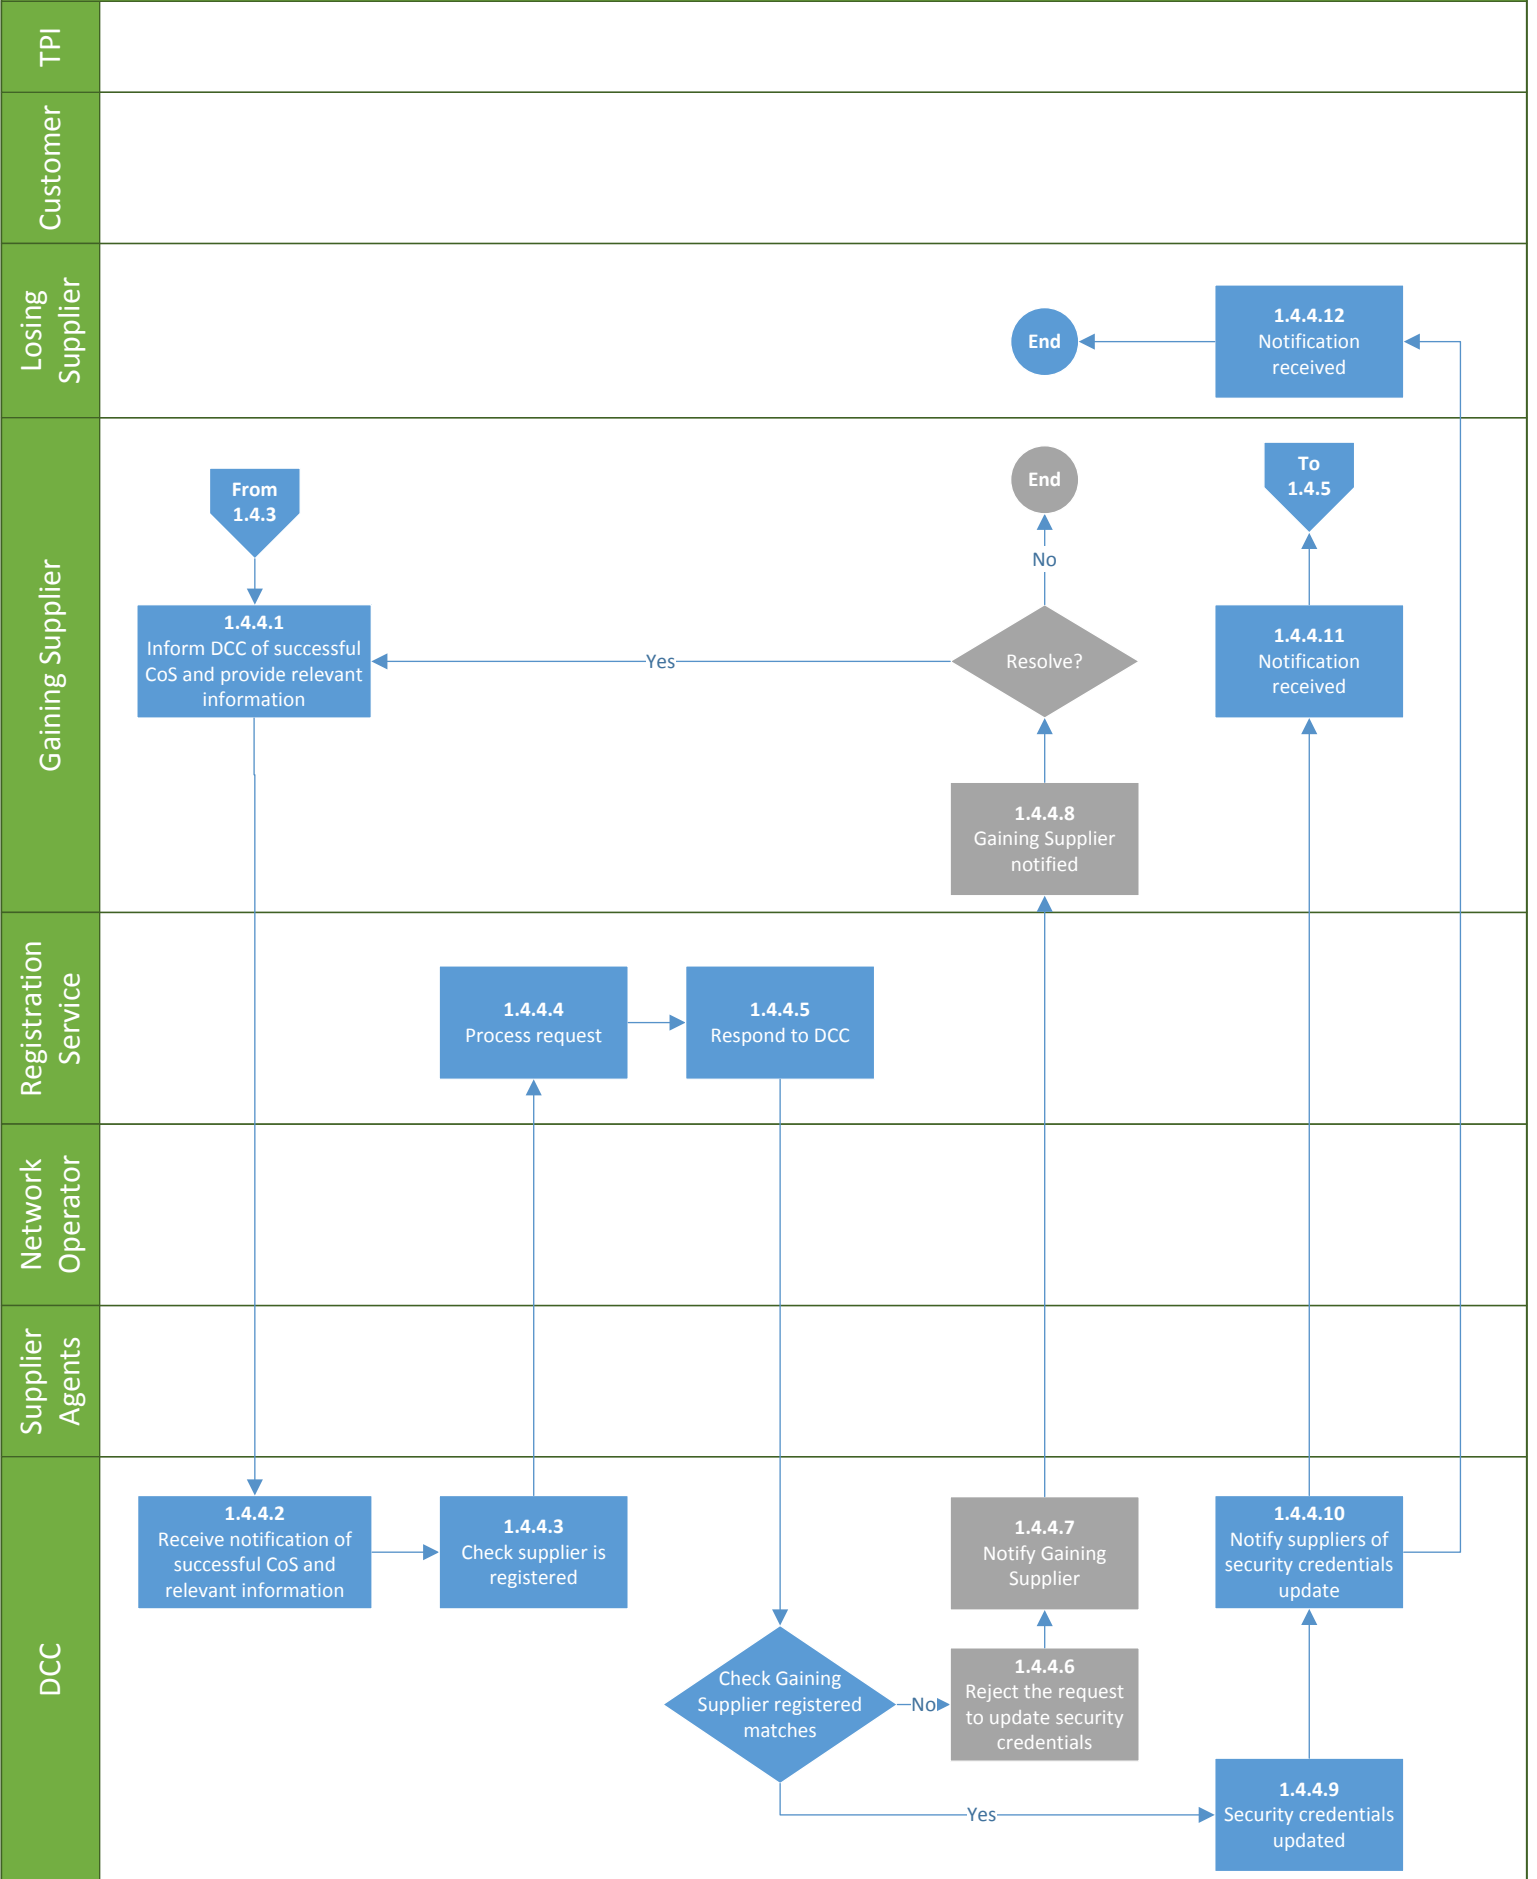 TPI
Customer
Losing
Supplier
End
1.4.4.12
Notification
received
Gaining Supplier
From
1.4.3
End
To
1.4.5
No
1.4.4.1
Inform DCC of successful
CoS and provide relevant
information
Yes
Resolve?
1.4.4.11
Notification
received
1.4.4.8
Gaining Supplier
notified
Registration
Service
1.4.4.4
Process request
1.4.4.5
Respond to DCC
Network
Operator
Supplier
Agents
DCC
1.4.4.2
Receive notification of
successful CoS and
relevant information
1.4.4.3
Check supplier is
registered
1.4.4.7
Notify Gaining
Supplier
1.4.4.10
Notify suppliers of
security credentials
update
Check Gaining
Supplier registered
matches
No
1.4.4.6
Reject the request
to update security
credentials
Yes
1.4.4.9
Security credentials
updated